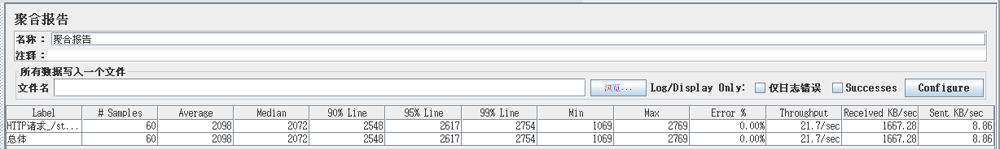 聚合报告
名称： 聚合报告
注释：
所有数据写入一个文件
文件名 浏览... Log/Display Only: 仅日志错误 Successes Configure
Label # Samples Average Median 90% Line 95% Line 99% Line Min Max Error % Throughput Received KB/sec Sent KB/sec
HTTP请求_/st... 60 2098 2072 2548 2617 2754 1069 2769 0.00% 21.7/sec 1667.28 8.86
总体 60 2098 2072 2548 2617 2754 1069 2769 0.00% 21.7/sec 1667.28 8.86